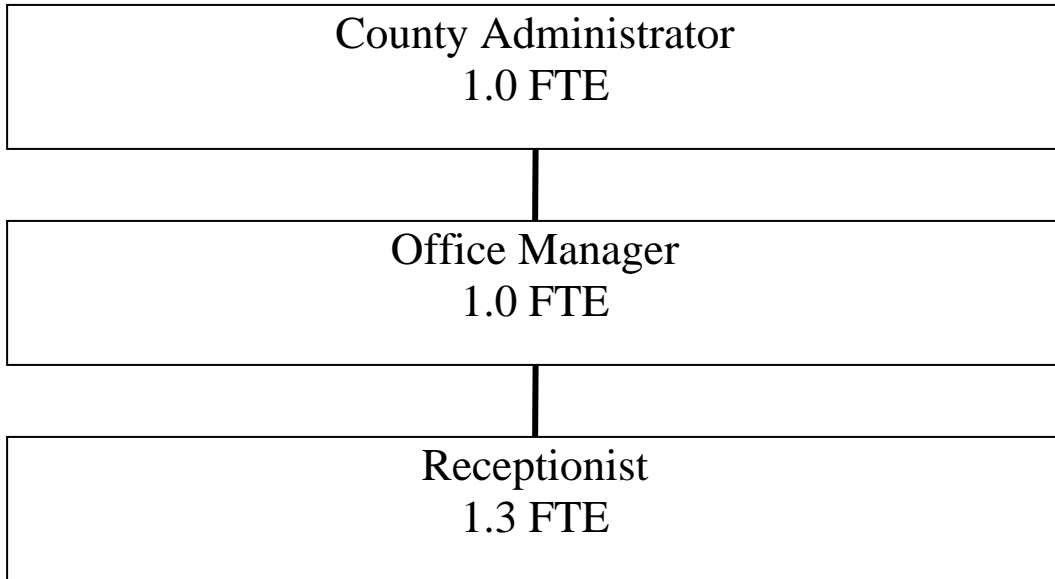 County Administrator
1.0 FTE
Office Manager
1.0 FTE
Receptionist
1.3 FTE